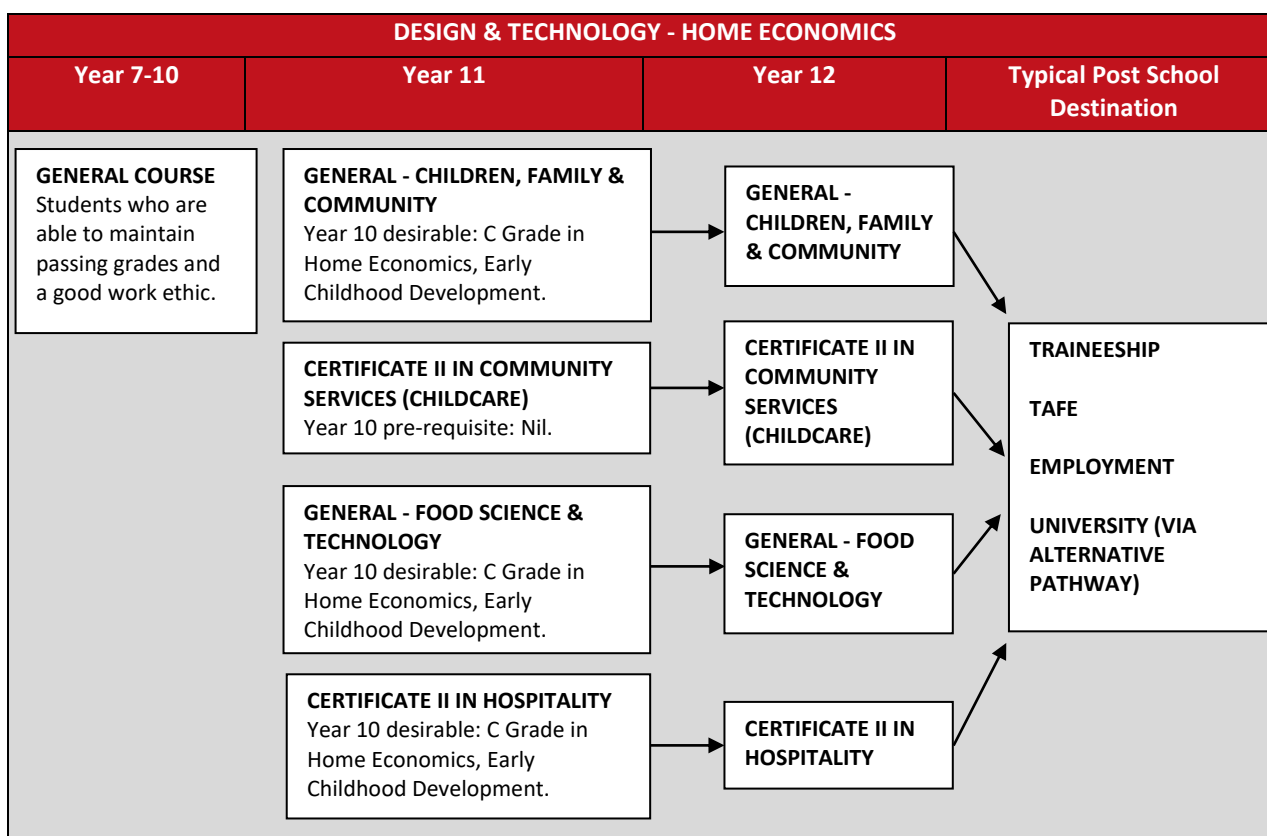 DESIGN & TECHNOLOGY - HOME ECONOMICS
Year 7-10
Year 11
Year 12
Typical Post School
Destination
GENERAL COURSE
Students who are
able to maintain
passing grades and
a good work ethic.
GENERAL - CHILDREN, FAMILY &
COMMUNITY
Year 10 desirable: C Grade in
Home Economics, Early
Childhood Development.
GENERAL -
CHILDREN, FAMILY
& COMMUNITY
CERTIFICATE II IN COMMUNITY
SERVICES (CHILDCARE)
Year 10 pre-requisite: Nil.
CERTIFICATE II IN
COMMUNITY
SERVICES
(CHILDCARE)
GENERAL - FOOD SCIENCE &
TECHNOLOGY
Year 10 desirable: C Grade in
Home Economics, Early
Childhood Development.
GENERAL - FOOD
SCIENCE &
TECHNOLOGY
CERTIFICATE II IN HOSPITALITY
Year 10 desirable: C Grade in
Home Economics, Early
Childhood Development.
CERTIFICATE II IN
HOSPITALITY
TRAINEESHIP
TAFE
EMPLOYMENT
UNIVERSITY (VIA
ALTERNATIVE
PATHWAY)